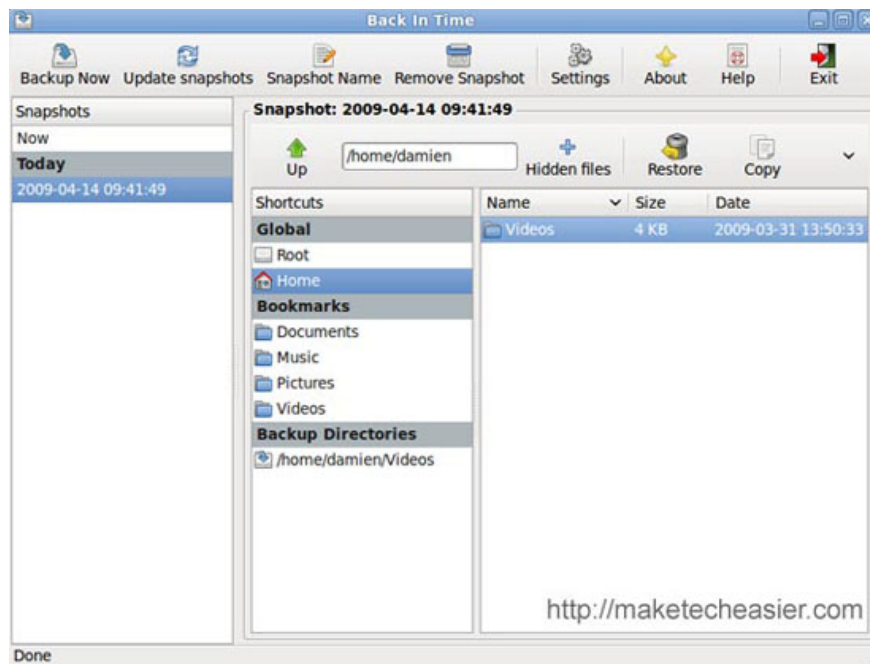 Back In Time
Backup Now Update snapshots Snapshot Name Remove Snapshot Settings About Help Exit
Snapshots
Now
Today
2009-04-14 09:41:49
Snapshot: 2009-04-14 09:41:49
Up /home/damien Hidden files Restore Copy
Shortcuts
Global
Root
Home
Bookmarks
Documents
Music
Pictures
Videos
Backup Directories
/home/damien/Videos
Name Size Date
Videos 4 KB 2009-03-31 13:50:33
http://maketecheasier.com
Done